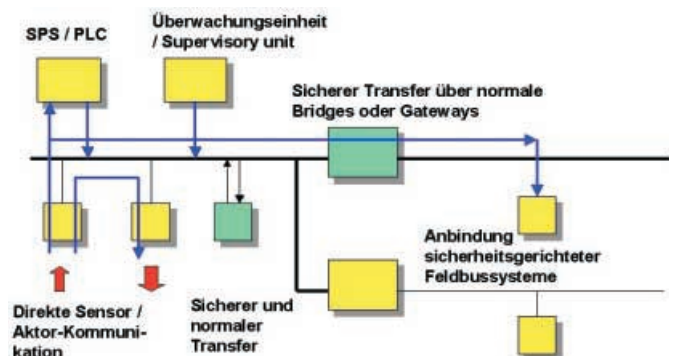 SPS / PLC
Überwachungseinheit
/ Supervisory unit
Sicherer Transfer über normale
Bridges oder Gateways
Anbindung
sicherheitsgerichteter
Feldbussysteme
Direkte Sensor /
Aktor-Kommuni-
kation
Sicherer und
normaler
Transfer